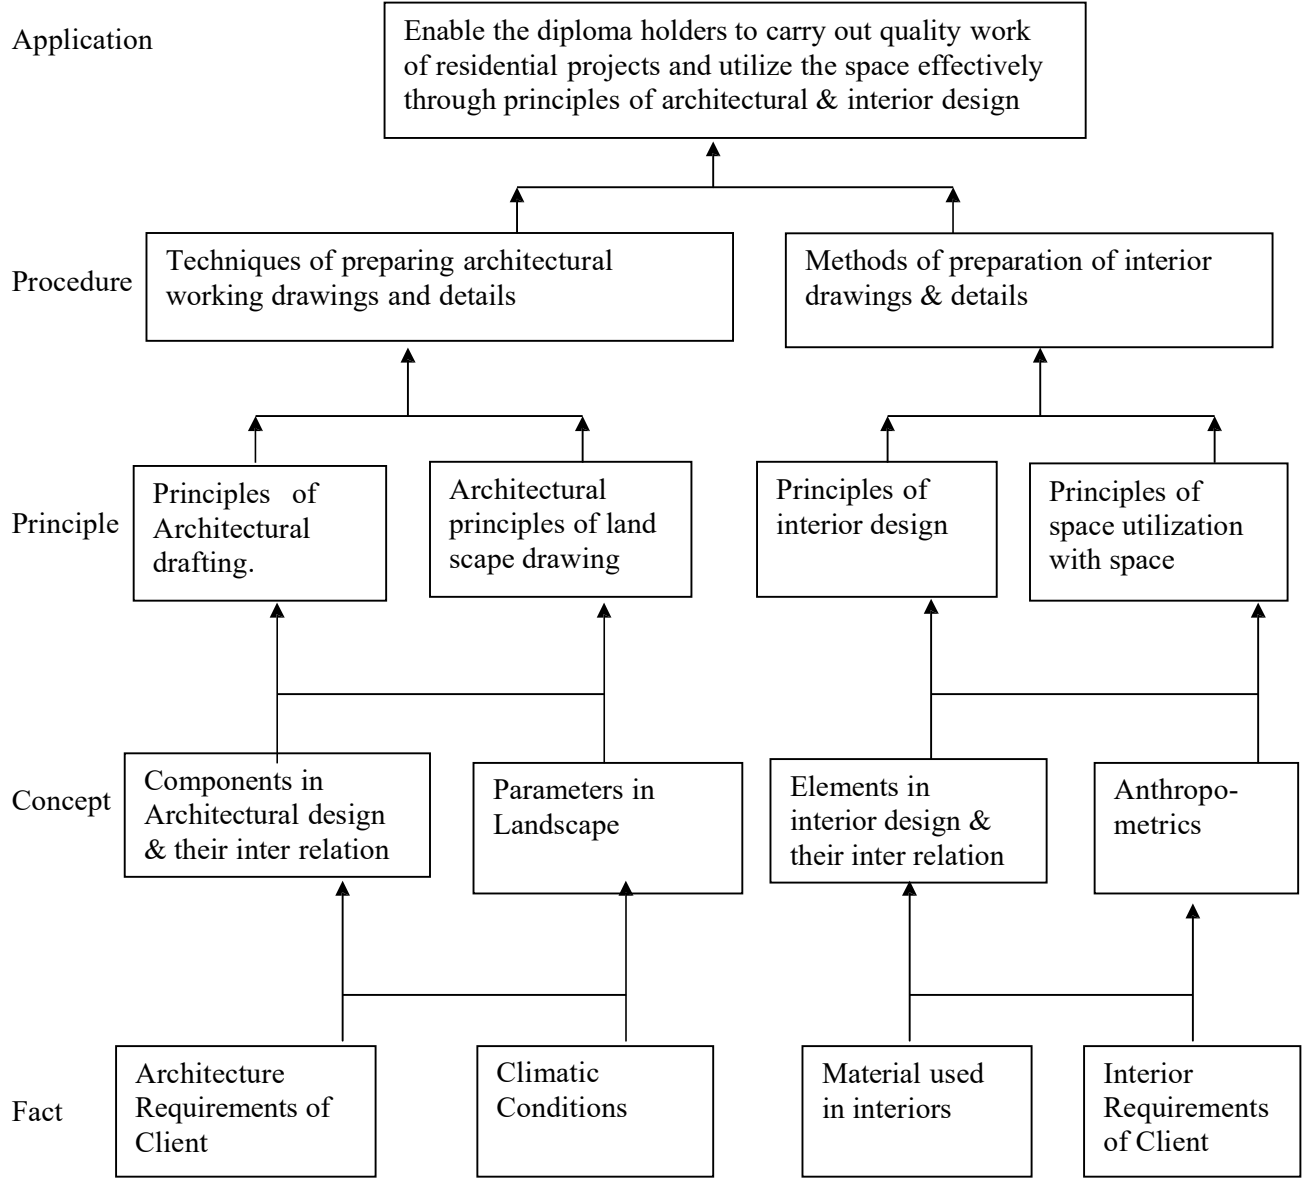 Application
Enable the diploma holders to carry out quality work
of residential projects and utilize the space effectively
through principles of architectural & interior design
Procedure
Techniques of preparing architectural
working drawings and details
Methods of preparation of interior
drawings & details
Principle
Principles of
Architectural
drafting.
Architectural
principles of land
scape drawing
Principles of
interior design
Principles of
space utilization
with space
Concept
Components in
Architectural design
& their inter relation
Parameters in
Landscape
Elements in
interior design &
their inter relation
Anthropo-
metrics
Fact
Architecture
Requirements of
Client
Climatic
Conditions
Material used
in interiors
Interior
Requirements
of Client